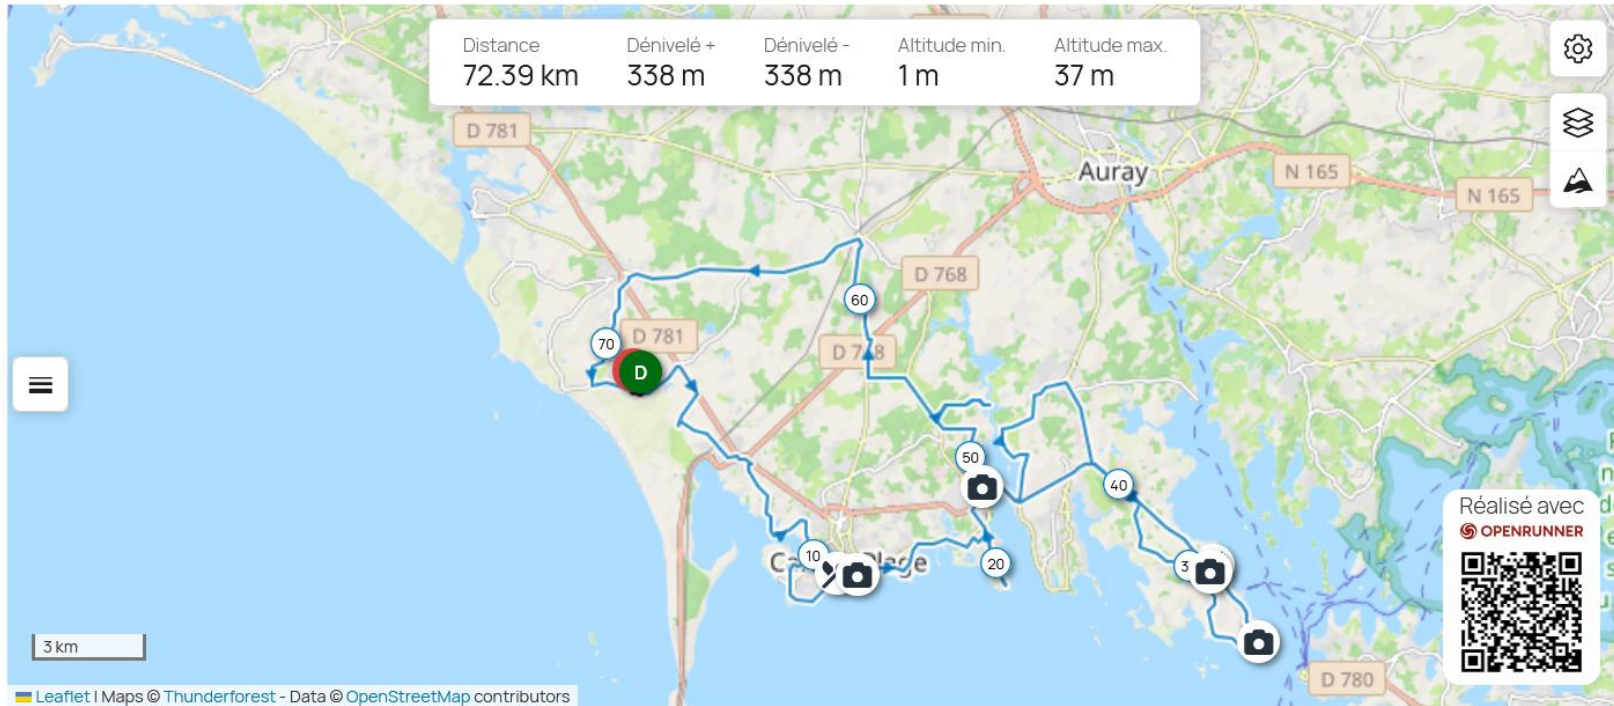 Distance
72.39 km
Dénivelé +
338 m
Dénivelé -
338 m
Altitude min.
1 m
Altitude max.
37 m
D 781
Auray
N 165
N 165
D 768
60
D 781
70
D
50
40
10
20
3
Réalisé avec
OPENRUNNER
3 km
D 780
Leaflet | Maps © Thunderforest - Data © OpenStreetMap contributors